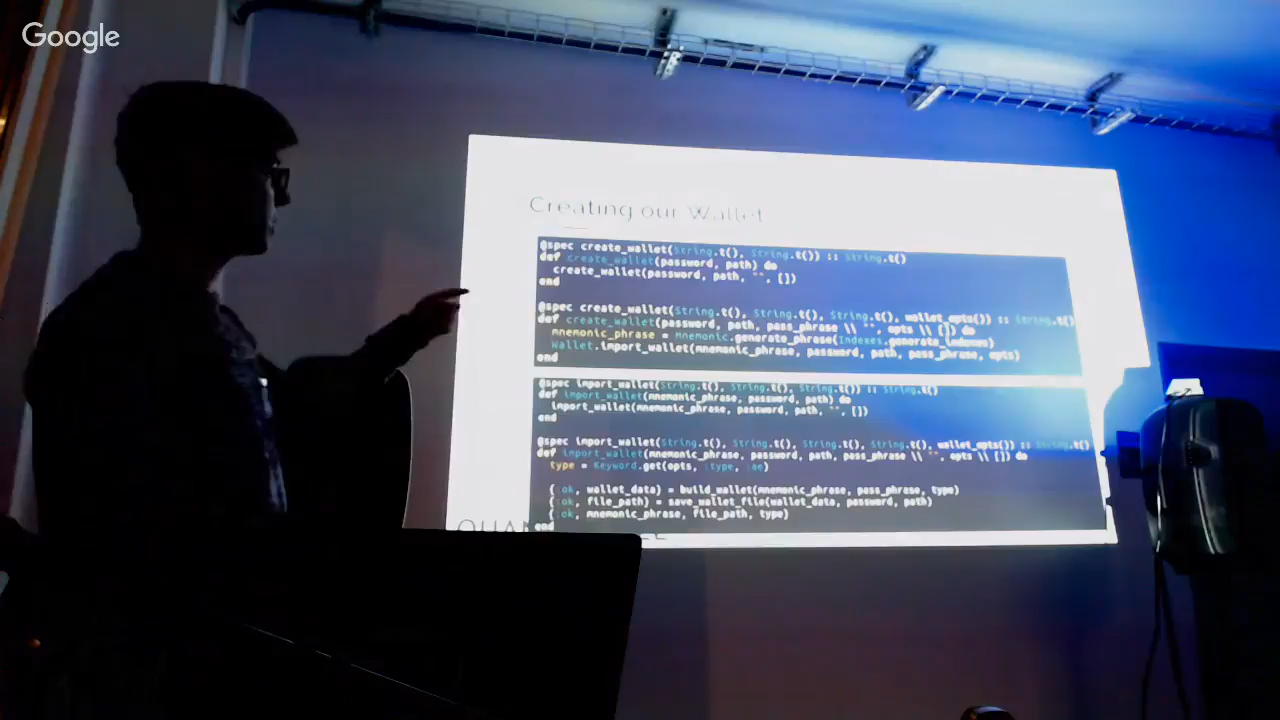 Google
Creating our Wallet
@spec create_wallet(String.t(), String.t()) :: String.t()
def create_wallet(password, path) do
create_wallet(password, path, "", [])
end
@spec create_wallet(String.t(), String.t(), String.t(), wallet_opts()) :: String.t()
def create_wallet(password, path, pass_phrase \\ "", opts \\ []) do
mnemonic_phrase = Mnemonic.generate_phrase(Indexes.generate_indexes)
Wallet.import_wallet(mnemonic_phrase, password, path, pass_phrase, opts)
end
@spec import_wallet(String.t(), String.t(), String.t()) :: String.t()
def import_wallet(mnemonic_phrase, password, path) do
import_wallet(mnemonic_phrase, password, path, "", [])
end
@spec import_wallet(String.t(), String.t(), String.t(), String.t(), wallet_opts()) :: String.t()
def import_wallet(mnemonic_phrase, password, path, pass_phrase \\ "", opts \\ []) do
type = Keyword.get(opts, :type, :ae)
{:ok, wallet_data} = build_wallet(mnemonic_phrase, pass_phrase, type)
{:ok, file_path} = save_wallet_file(wallet_data, password, path)
{:ok, mnemonic_phrase, file_path, type}
end